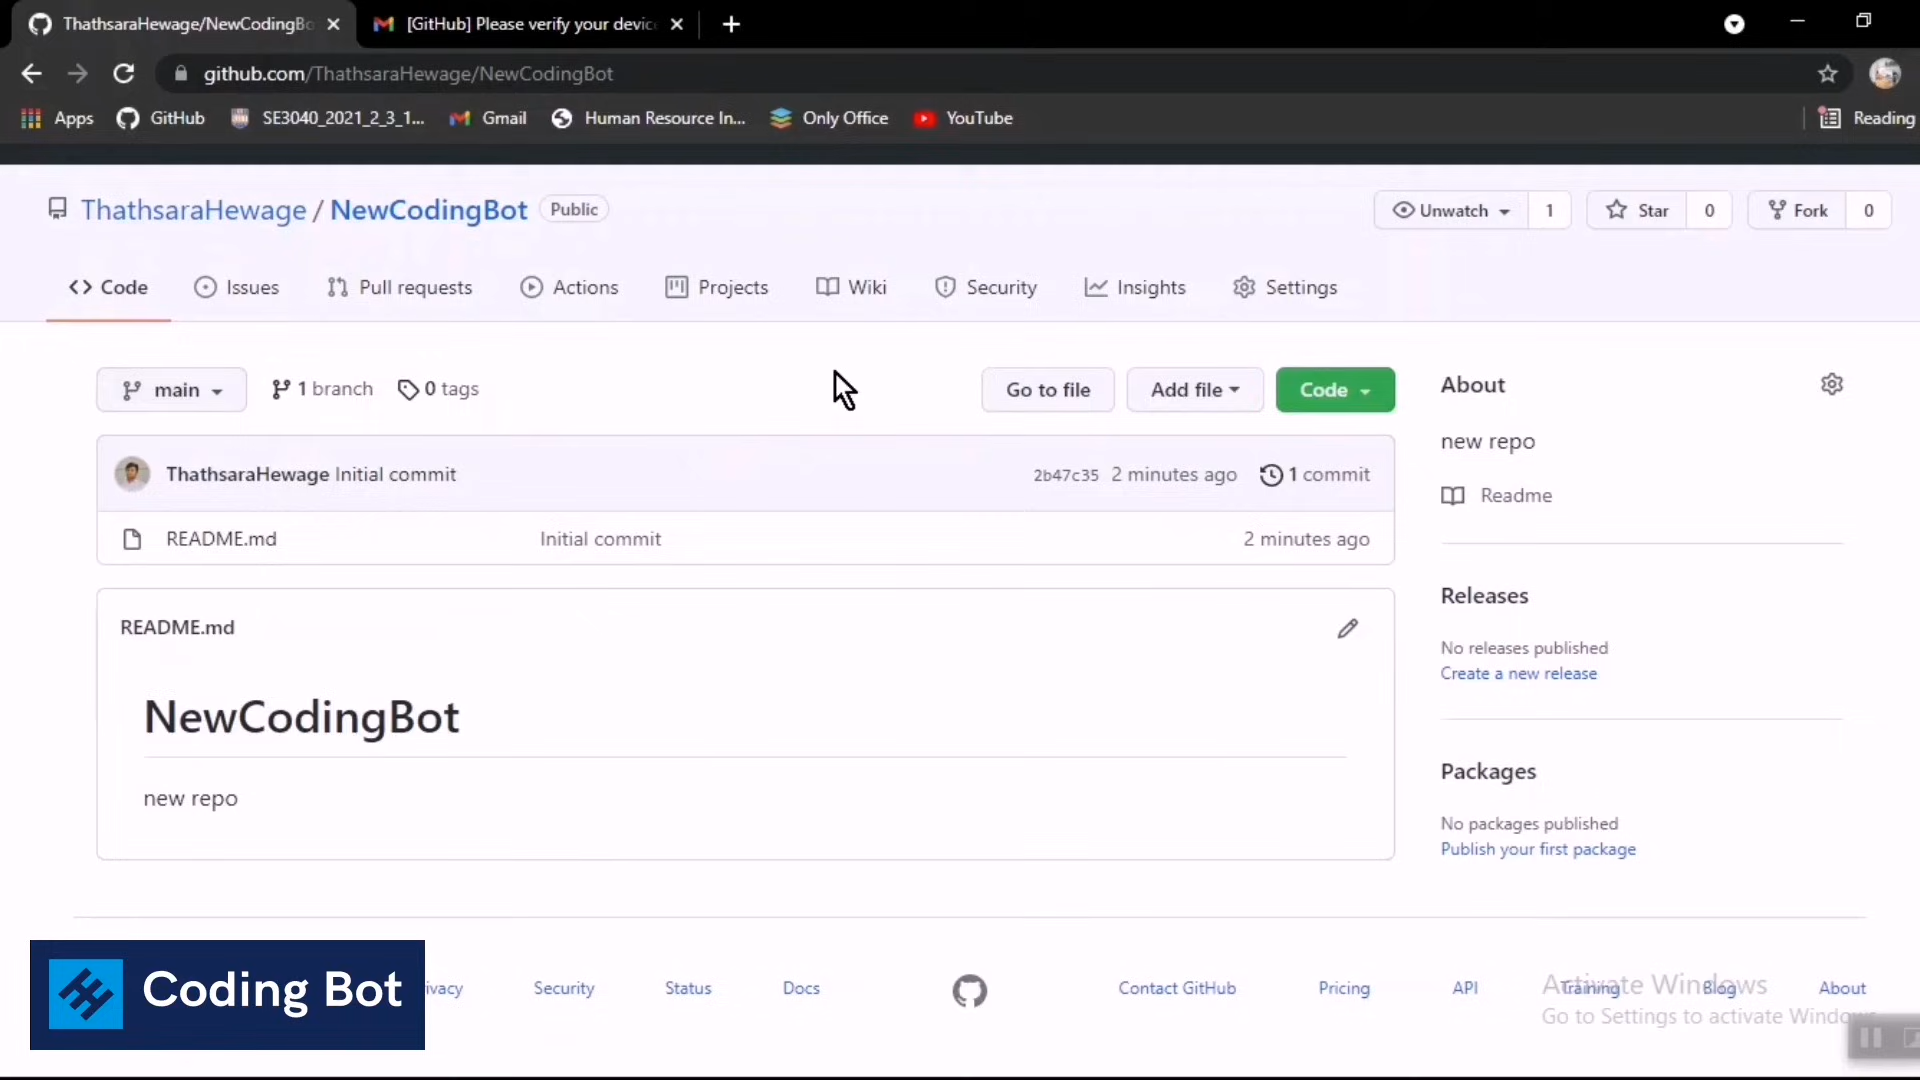 ThathsaraHewage/NewCodingBo
[GitHub] Please verify your device
github.com/ThathsaraHewage/NewCodingBot
Apps GitHub SE3040_2021_2_3_1... Gmail Human Resource In... Only Office YouTube Reading
ThathsaraHewage / NewCodingBot Public Unwatch 1 Star 0 Fork 0
Code Issues Pull requests Actions Projects Wiki Security Insights Settings
main 1 branch 0 tags Go to file Add file Code
ThathsaraHewage Initial commit 2b47c35 2 minutes ago 1 commit
README.md Initial commit 2 minutes ago
README.md
NewCodingBot
new repo
About
new repo
Readme
Releases
No releases published
Create a new release
Packages
No packages published
Publish your first package
Coding Bot
ivacy Security Status Docs Contact GitHub Pricing API Training Blog About
Activate Windows
Go to Settings to activate Windows